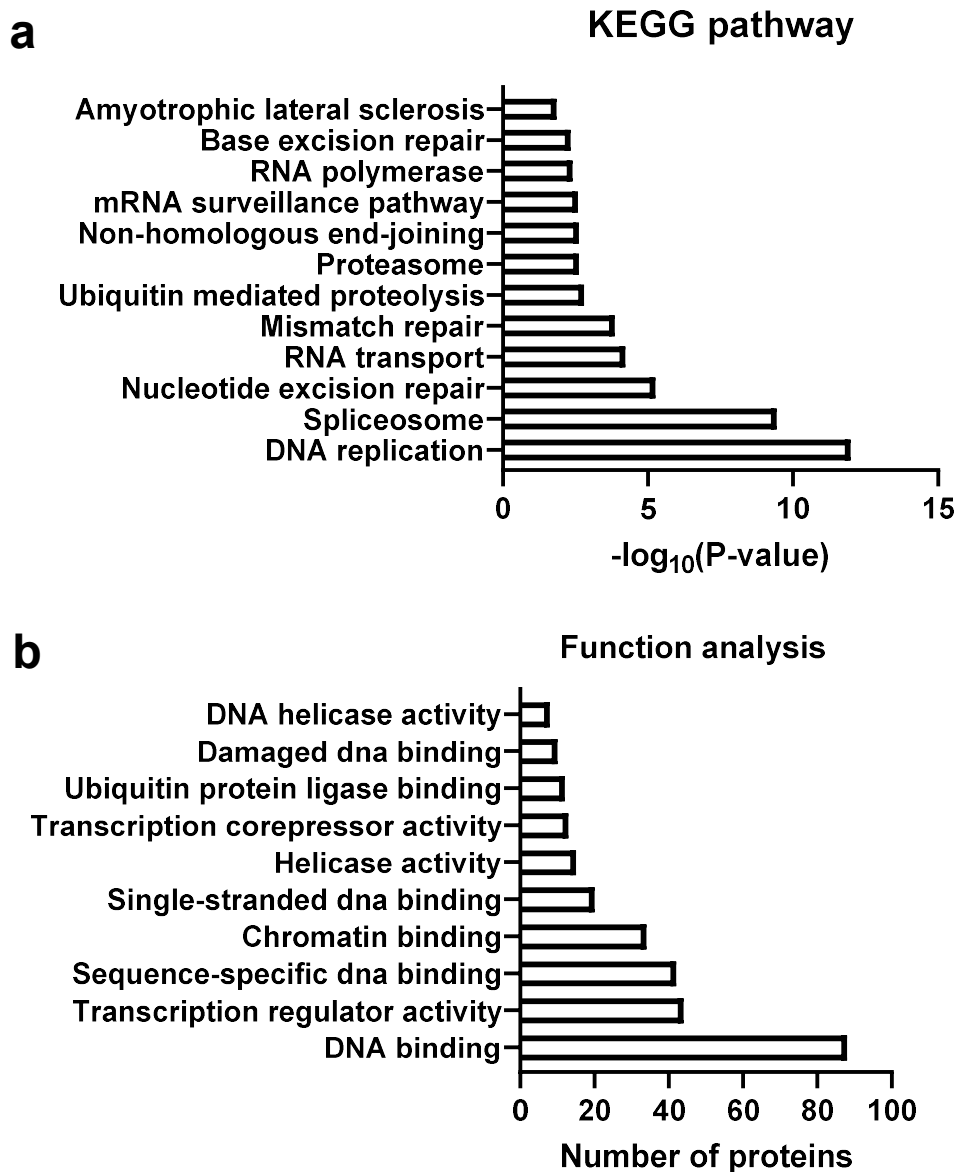 a
KEGG pathway
Amyotrophic lateral sclerosis
Base excision repair
RNA polymerase
mRNA surveillance pathway
Non-homologous end-joining
Proteasome
Ubiquitin mediated proteolysis
Mismatch repair
RNA transport
Nucleotide excision repair
Spliceosome
DNA replication
0 5 10 15
-log10(P-value)
b
Function analysis
DNA helicase activity
Damaged dna binding
Ubiquitin protein ligase binding
Transcription corepressor activity
Helicase activity
Single-stranded dna binding
Chromatin binding
Sequence-specific dna binding
Transcription regulator activity
DNA binding
0 20 40 60 80 100
Number of proteins